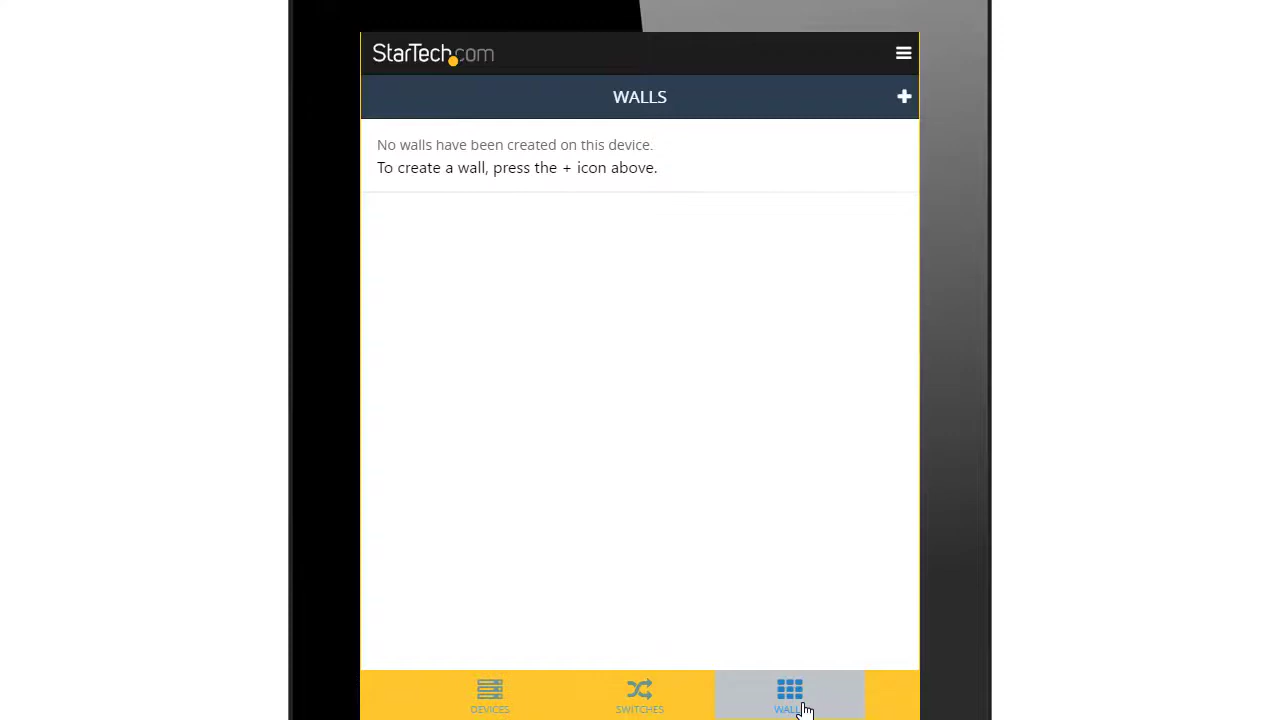 StarTech.com
WALLS
No walls have been created on this device.
To create a wall, press the + icon above.
DEVICES
SWITCHES